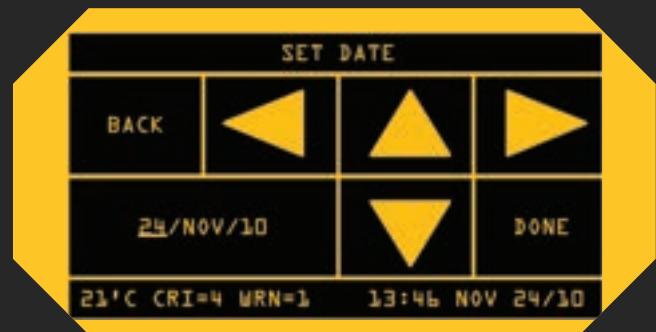 SET DATE
BACK
24/NOV/10
DONE
21'C CRI=4 WRN=1 13:46 NOV 24/10